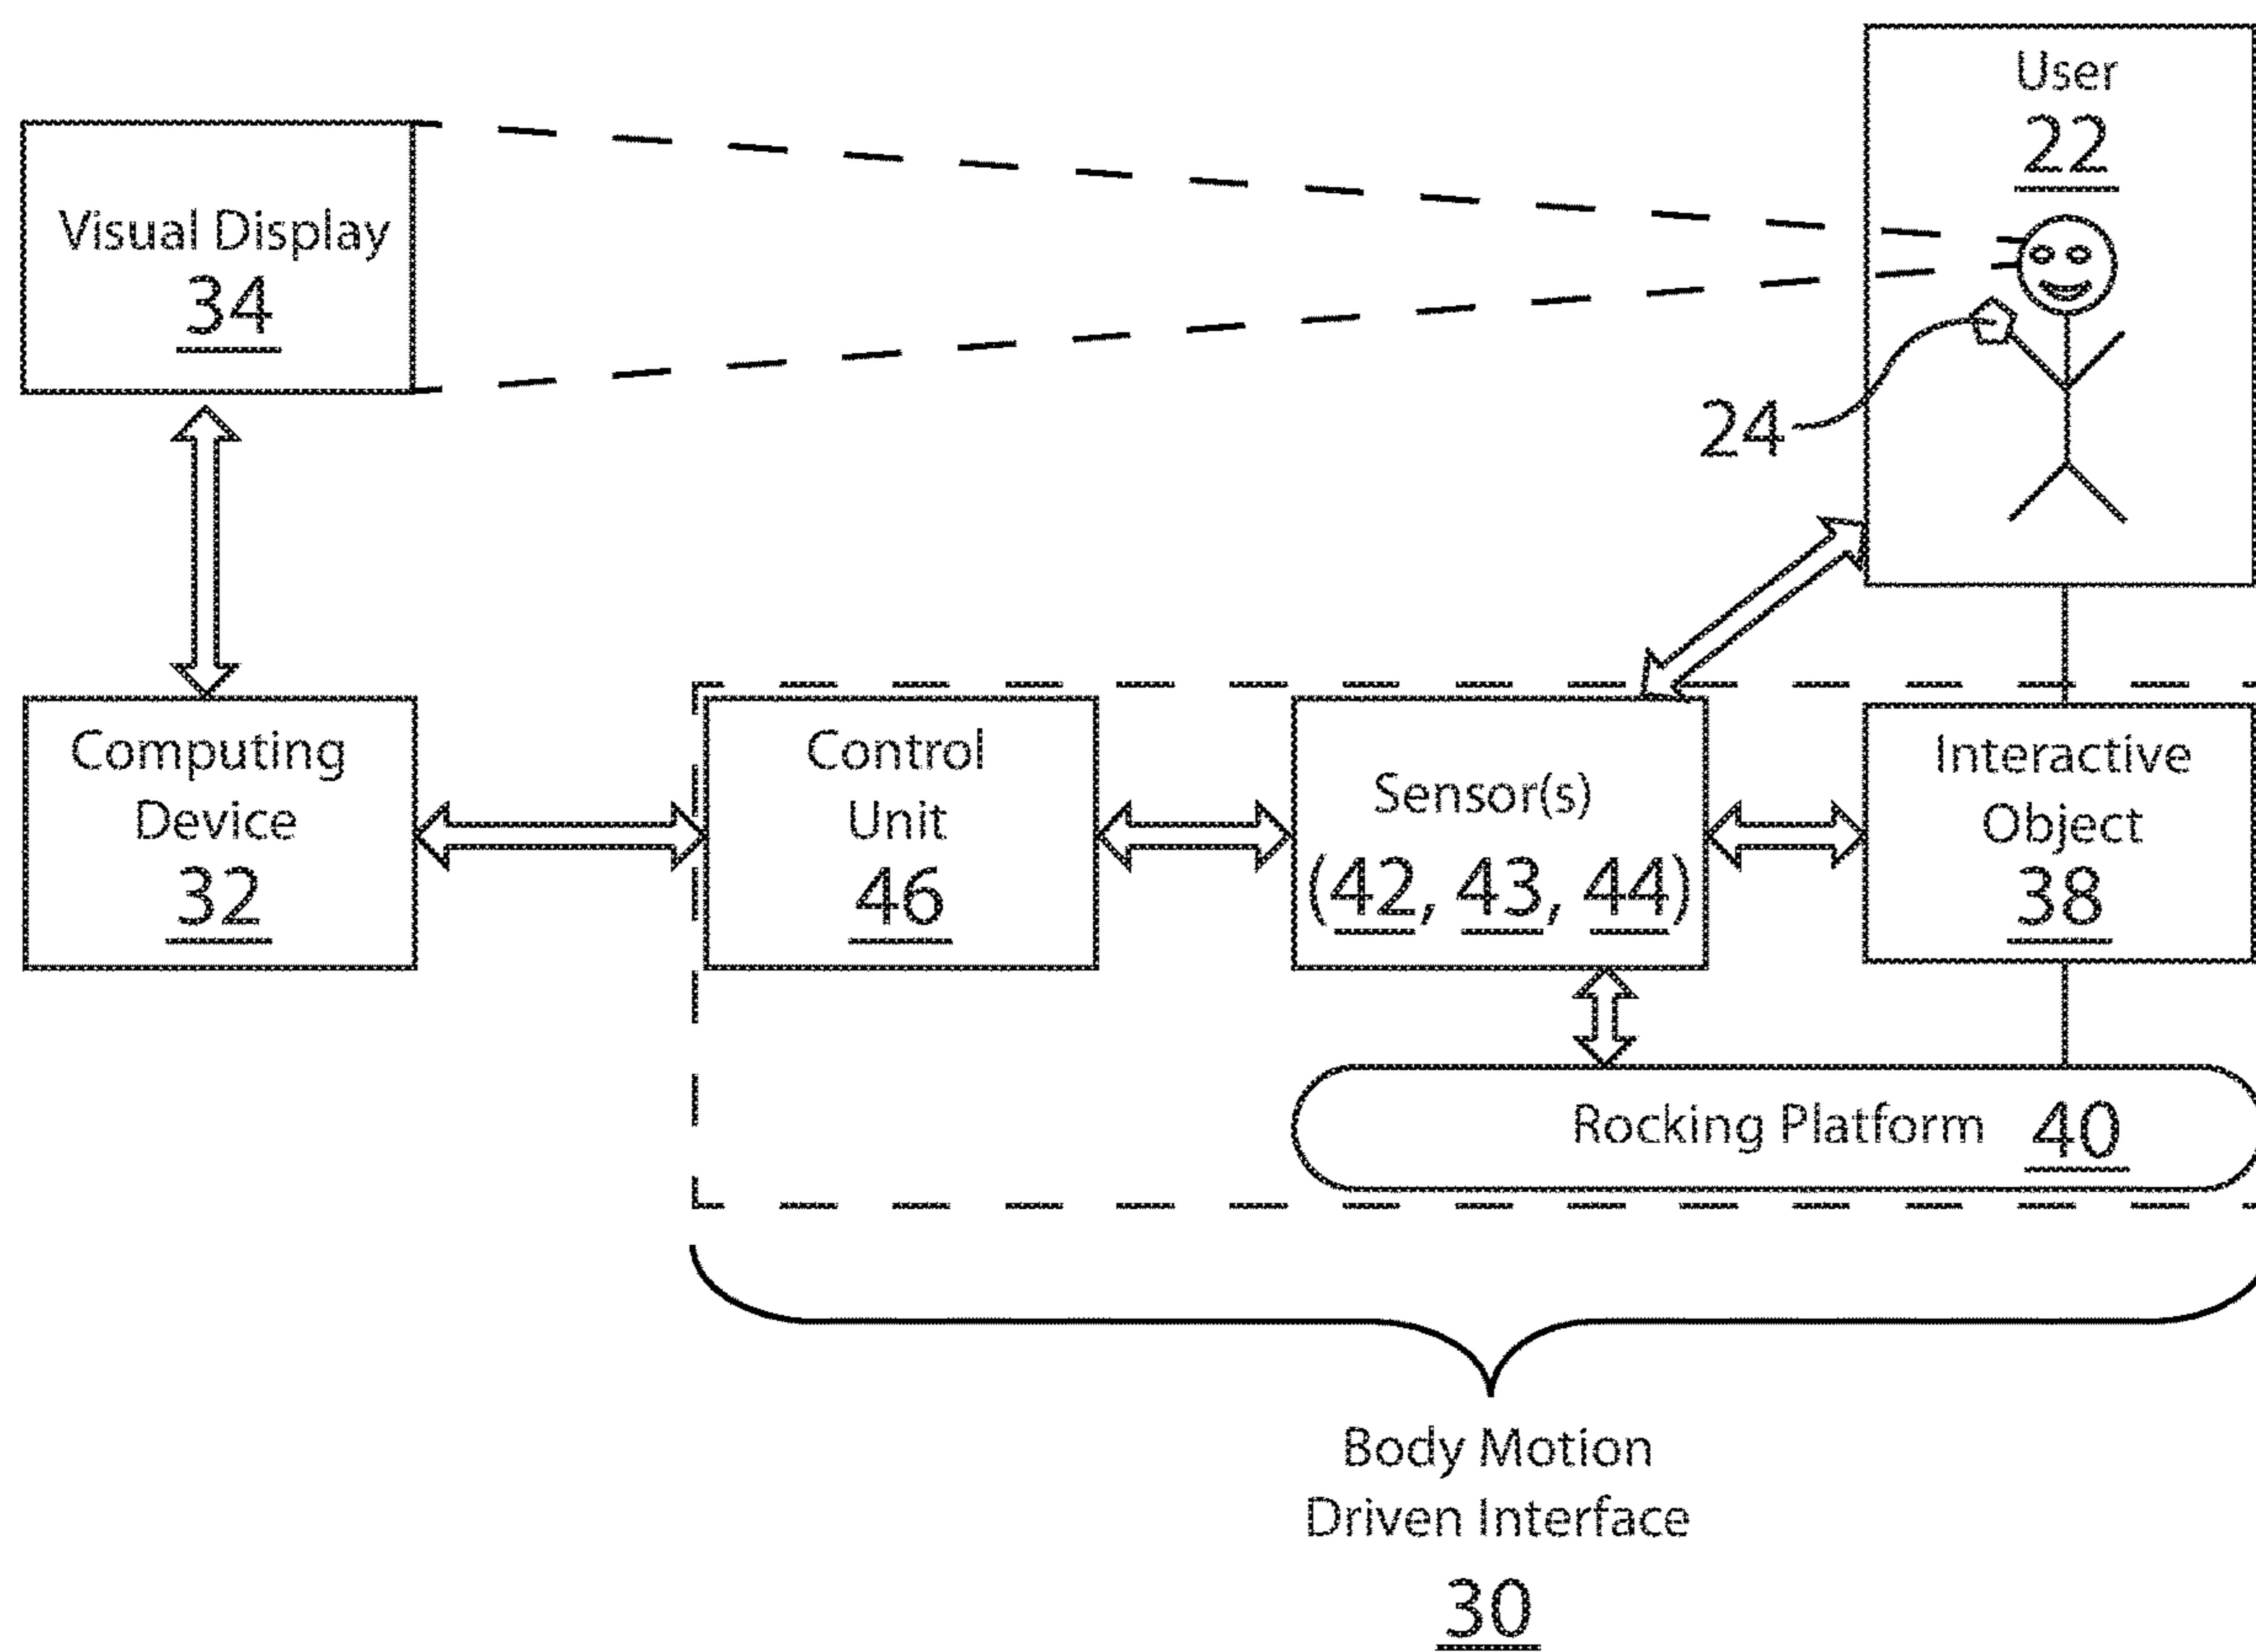 User
22
Visual Display
34
24
Computing
Device
32
Control
Unit
46
Sensor(s)
(42, 43, 44)
Interactive
Object
38
Rocking Platform 40
Body Motion
Driven Interface
30